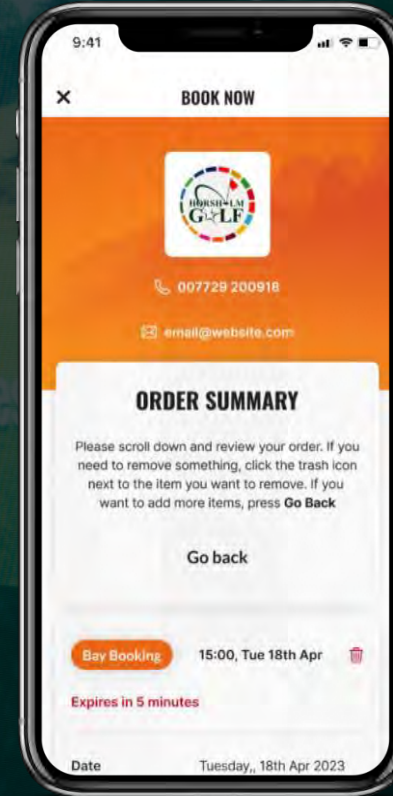 9:41
BOOK NOW
HØRSHOLM
GOLF
007729 200918
email@website.com
ORDER SUMMARY
Please scroll down and review your order. If you
need to remove something, click the trash icon
next to the item you want to remove. If you
want to add more items, press Go Back
Go back
Bay Booking 15:00, Tue 18th Apr
Expires in 5 minutes
Date Tuesday,, 18th Apr 2023